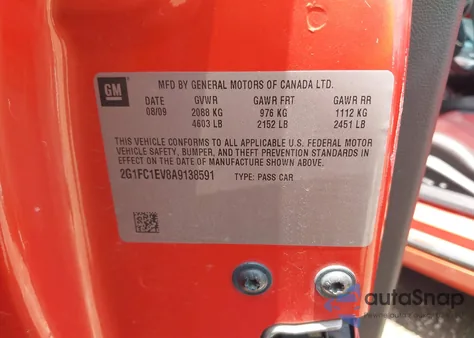 GM
MFD BY GENERAL MOTORS OF CANADA LTD.
DATE GVWR GAWR FRT GAWR RR
08/09 2088 KG 976 KG 1112 KG
4603 LB 2152 LB 2451 LB
THIS VEHICLE CONFORMS TO ALL APPLICABLE U.S. FEDERAL MOTOR
VEHICLE SAFETY, BUMPER, AND THEFT PREVENTION STANDARDS IN
EFFECT ON THE DATE OF MANUFACTURE SHOWN ABOVE.
2G1FC1EV8A9138591 TYPE: PASS CAR
autoSnap